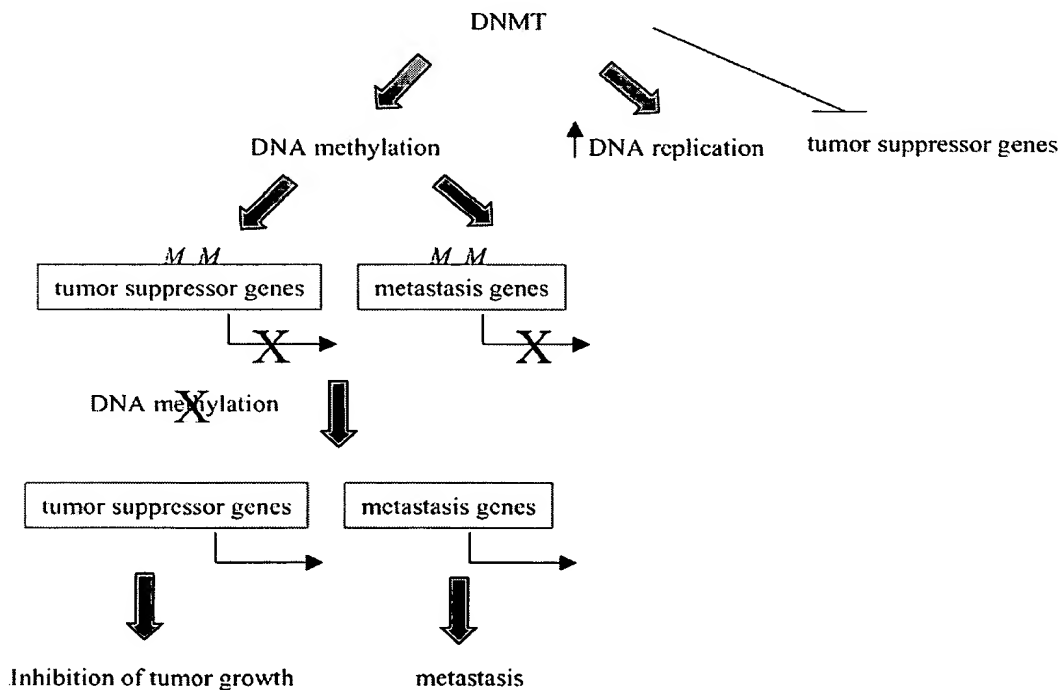 DNMT
DNA methylation
DNA replication
tumor suppressor genes
M M
M M
tumor suppressor genes
metastasis genes
X
X
DNA methylation
X
tumor suppressor genes
metastasis genes
Inhibition of tumor growth
metastasis